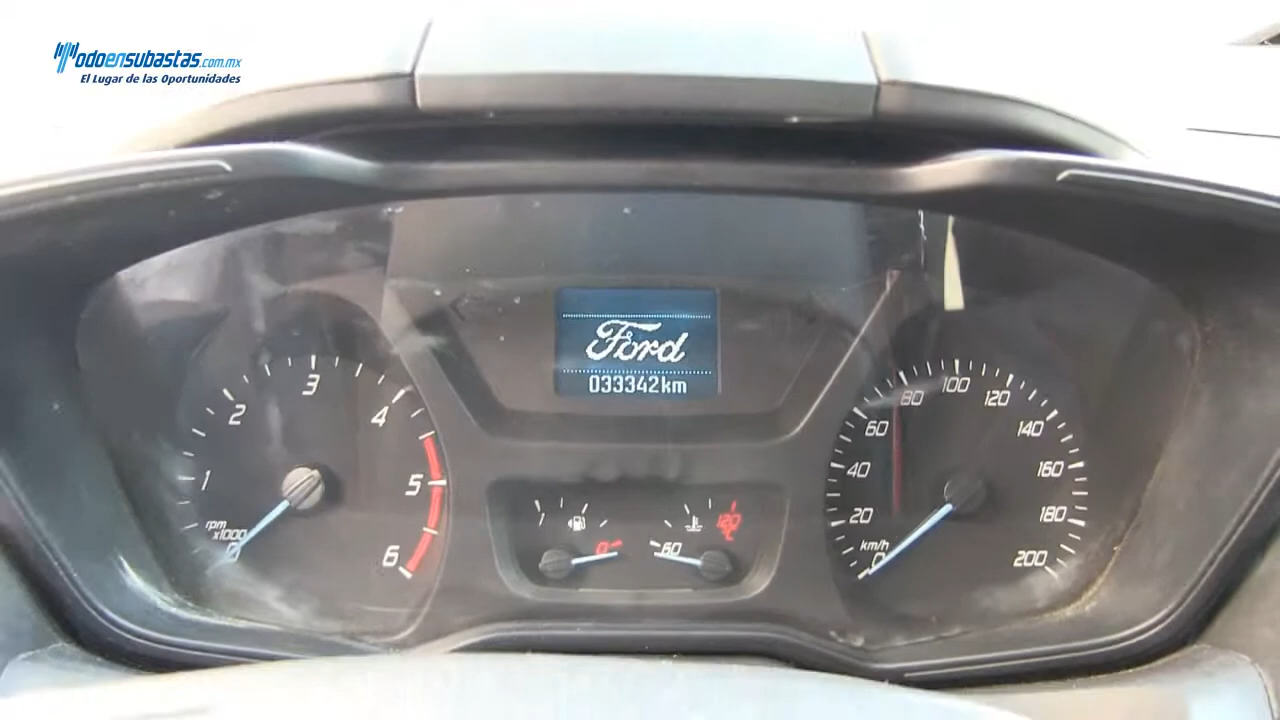 Todoensubastas.com.mx
El Lugar de las Oportunidades
Ford
033342km
1
2
3
4
5
6
rpm
x1000
0
1
0
60
120
°C
km/h
0
20
40
60
80
100
120
140
160
180
200